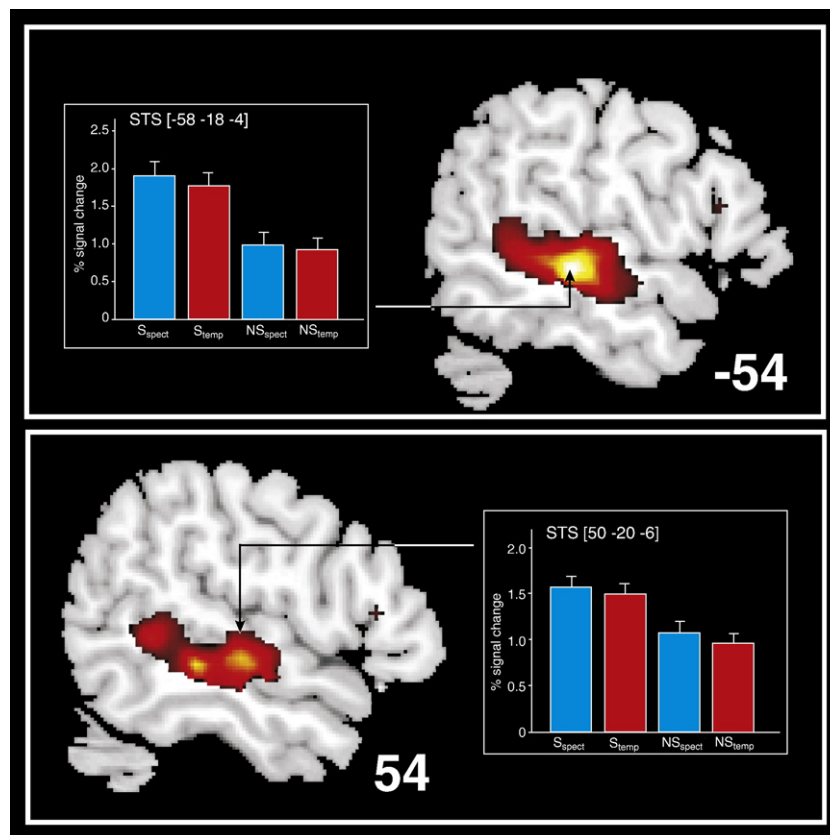 STS [-58 -18 -4]
2.5
2.0
1.5
1.0
0.5
0
% signal change
Sspect Stemp NSspect NStemp
-54
STS [50 -20 -6]
2.0
1.5
1.0
0.5
0
% signal change
Sspect Stemp NSspect NStemp
54